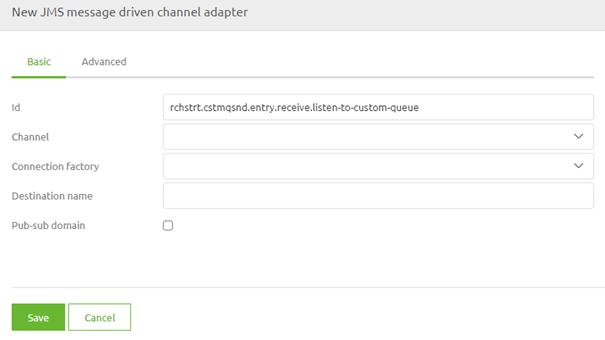 New JMS message driven channel adapter
Basic Advanced
Id rchstrt.cstmqsnd.entry.receive.listen-to-custom-queue
Channel
Connection factory
Destination name
Pub-sub domain
Save Cancel